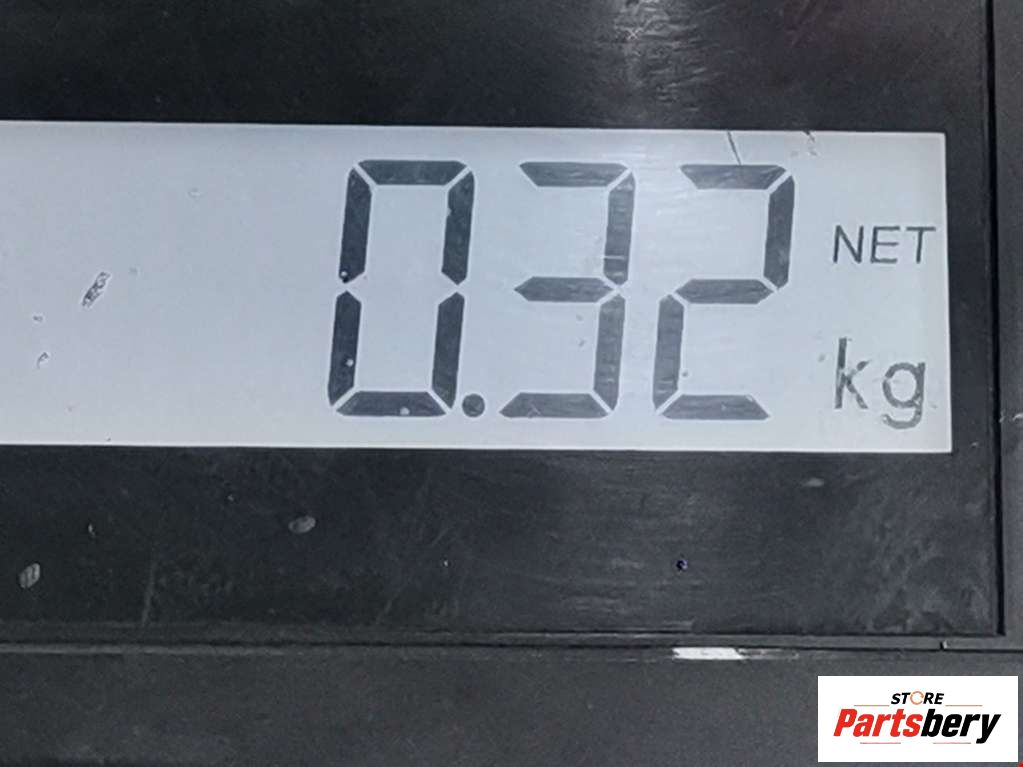 0.32 NET
kg
STORE
Partsbery